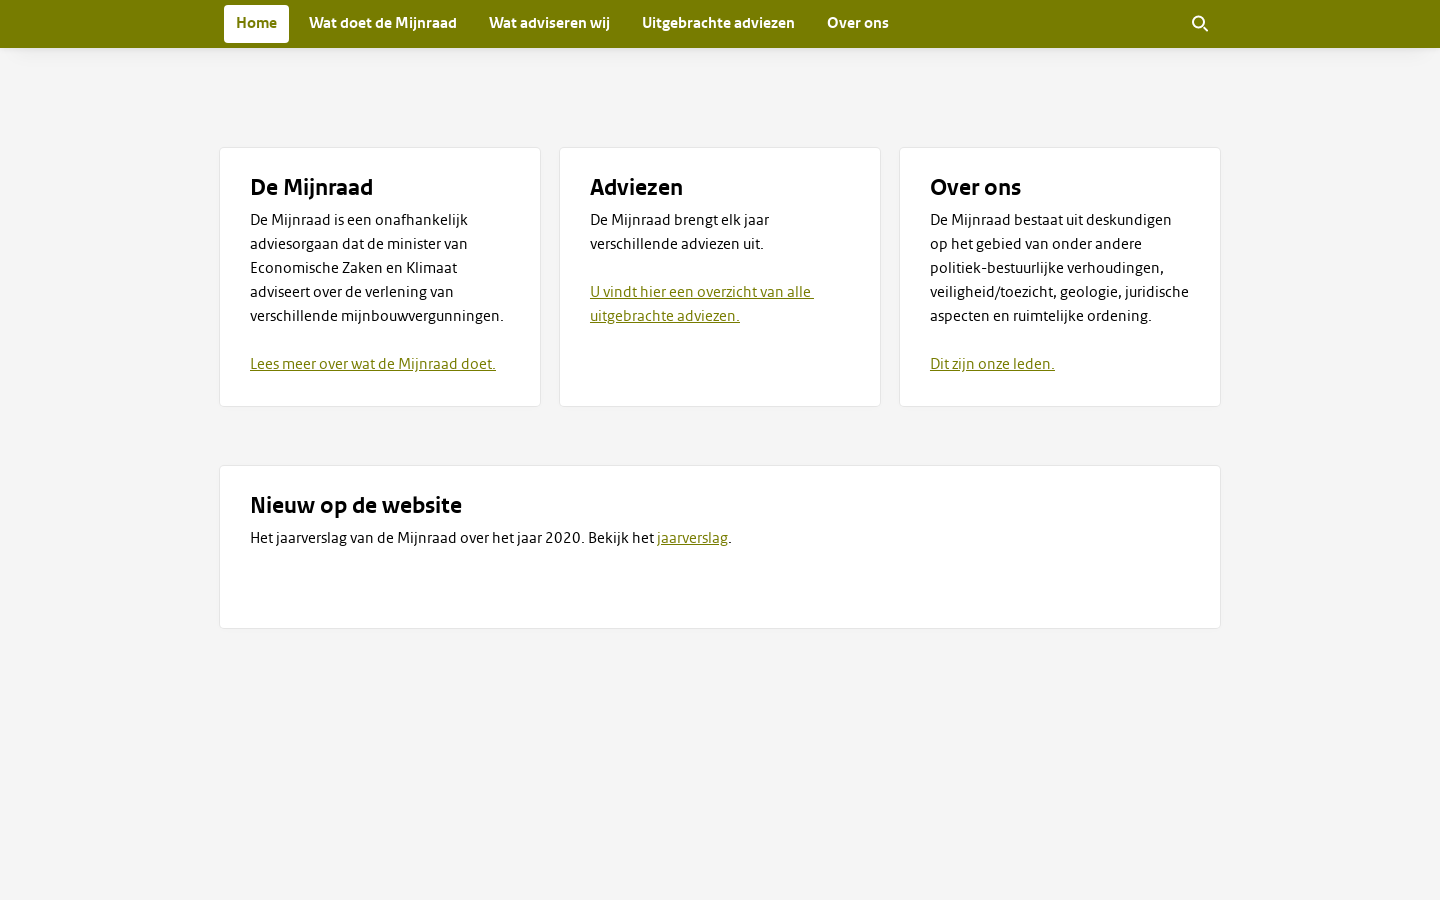 Home
Wat doet de Mijnraad
Wat adviseren wij
Uitgebrachte adviezen
Over ons
De Mijnraad
De Mijnraad is een onafhankelijk
adviesorgaan dat de minister van
Economische Zaken en Klimaat
adviseert over de verlening van
verschillende mijnbouwvergunningen.
Lees meer over wat de Mijnraad doet.
Adviezen
De Mijnraad brengt elk jaar
verschillende adviezen uit.
U vindt hier een overzicht van alle
uitgebrachte adviezen.
Over ons
De Mijnraad bestaat uit deskundigen
op het gebied van onder andere
politiek-bestuurlijke verhoudingen,
veiligheid/toezicht, geologie, juridische
aspecten en ruimtelijke ordening.
Dit zijn onze leden.
Nieuw op de website
Het jaarverslag van de Mijnraad over het jaar 2020. Bekijk het jaarverslag.